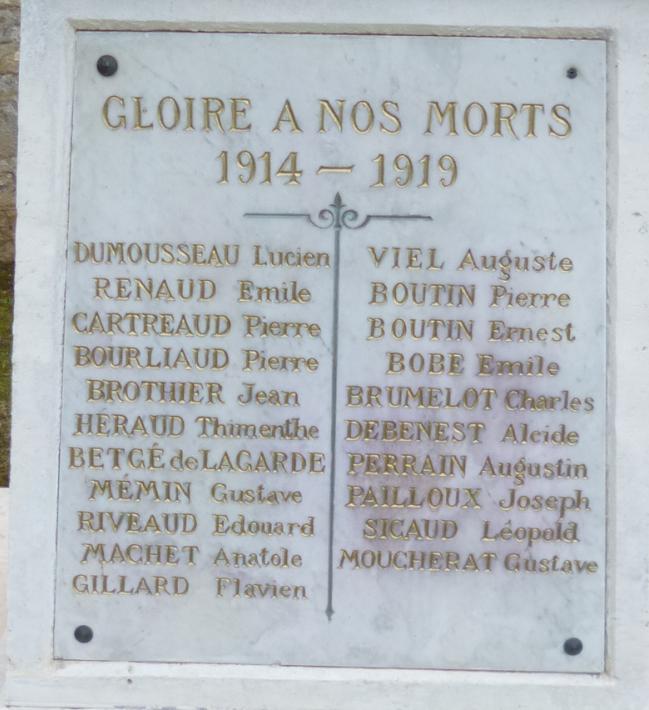 GLOIRE A NOS MORTS
1914 — 1919
DUMOUSSEAU Lucien
RENAUD Emile
CARTREAUD Pierre
BOURLIAUD Pierre
BROTHIER Jean
HÉRAUD Thimenthe
BETGÉ de LAGARDE
MÉMIN Gustave
RIVEAUD Edouard
MACHET Anatole
GILLARD Flavien
VIEL Auguste
BOUTIN Pierre
BOUTIN Ernest
BOBE Emile
BRUMELOT Charles
DEBENEST Alcide
PERRAIN Augustin
PAILLOUX Joseph
SICAUD Léopold
MOUCHERAT Gustave